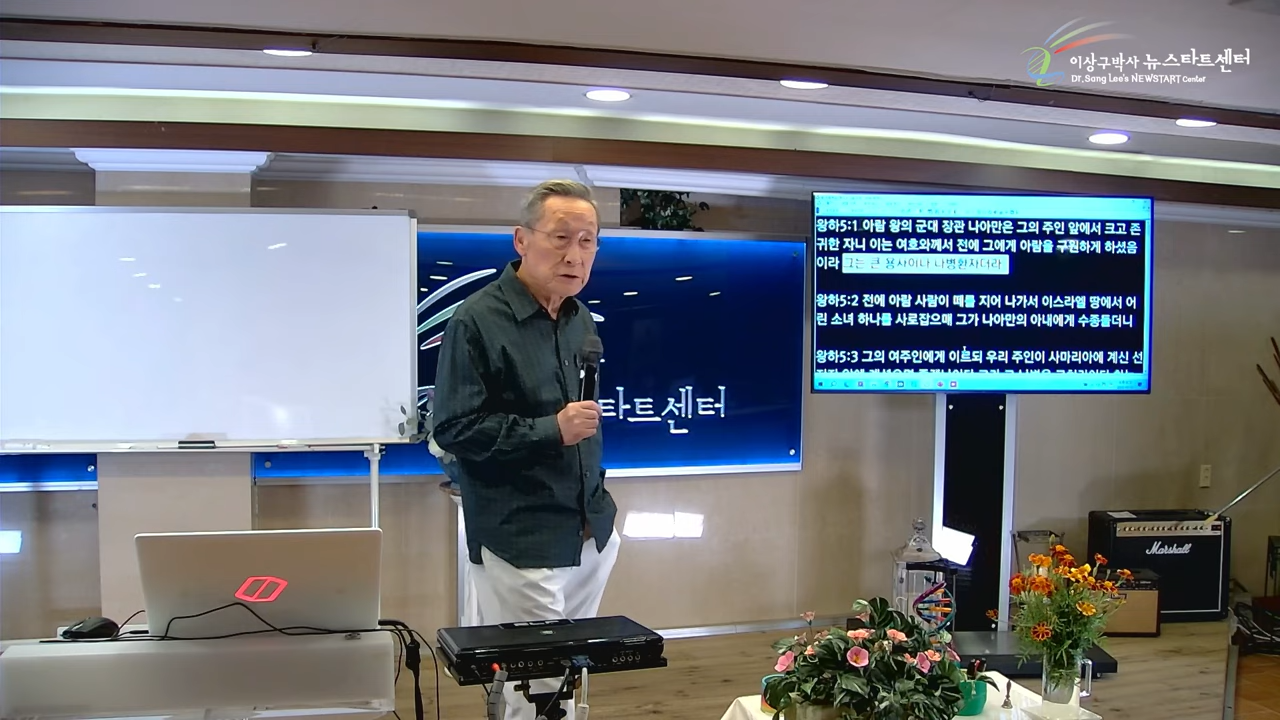 이상구박사 뉴스타트센터
Dr. Sang Lee's NEWSTART Center
왕하5:1 아람 왕의 군대 장관 나아만은 그의 주인 앞에서 크고 존
귀한 자니 이는 여호와께서 전에 그에게 아람을 구원하게 하셨음
이라 그는 큰 용사이나 나병환자더라
왕하5:2 전에 아람 사람이 떼를 지어 나가서 이스라엘 땅에서 어
린 소녀 하나를 사로잡으매 그가 나아만의 아내에게 수종들더니
왕하5:3 그의 여주인에게 이르되 우리 주인이 사마리아에 계신 선
타트센터
Marshall